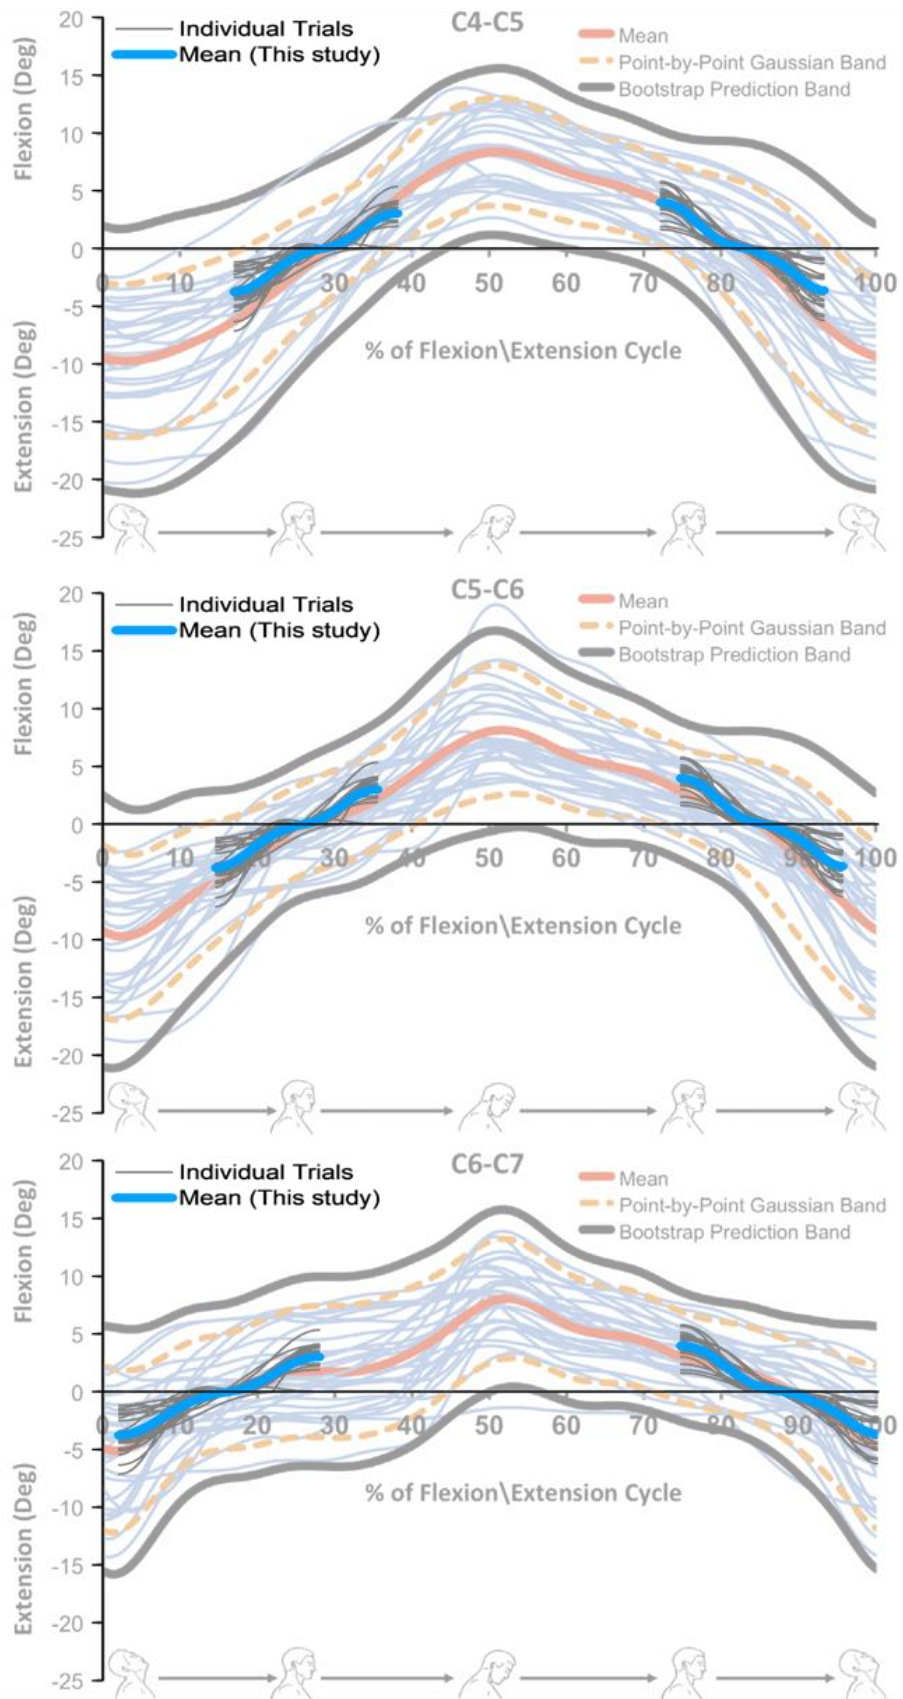 C4-C5
Individual Trials
Mean (This study)
Mean
Point-by-Point Gaussian Band
Bootstrap Prediction Band
Flexion (Deg)
Extension (Deg)
20
15
10
5
0
-5
-10
-15
-20
-25
10
30
40
50
60
70
80
100
% of Flexion\Extension Cycle
C5-C6
Individual Trials
Mean (This study)
Mean
Point-by-Point Gaussian Band
Bootstrap Prediction Band
Flexion (Deg)
Extension (Deg)
20
15
10
5
0
-5
-10
-15
-20
-25
0
10
20
30
40
50
60
70
80
90
100
% of Flexion\Extension Cycle
C6-C7
Individual Trials
Mean (This study)
Mean
Point-by-Point Gaussian Band
Bootstrap Prediction Band
Flexion (Deg)
Extension (Deg)
20
15
10
5
0
-5
-10
-15
-20
-25
0
10
20
30
40
50
60
70
80
90
100
% of Flexion\Extension Cycle